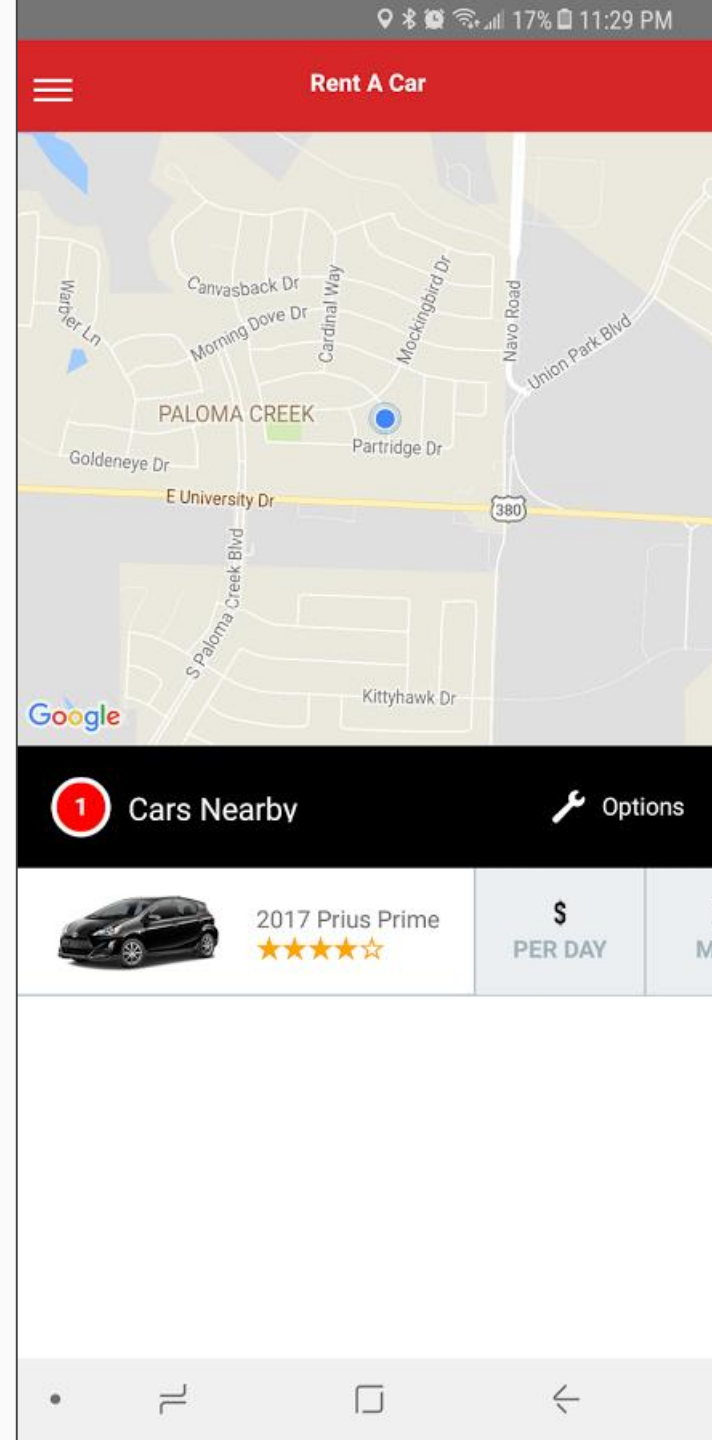 17% 11:29 PM
Rent A Car
Canvasback Dr
Morning Dove Dr
Cardinal Way
Mockingbird Dr
Navo Road
Union Park Blvd
Warbler Ln
PALOMA CREEK
Partridge Dr
Goldeneye Dr
E University Dr
380
S Paloma Creek Blvd
Kittyhawk Dr
Google
1 Cars Nearby Options
2017 Prius Prime
$
PER DAY
M